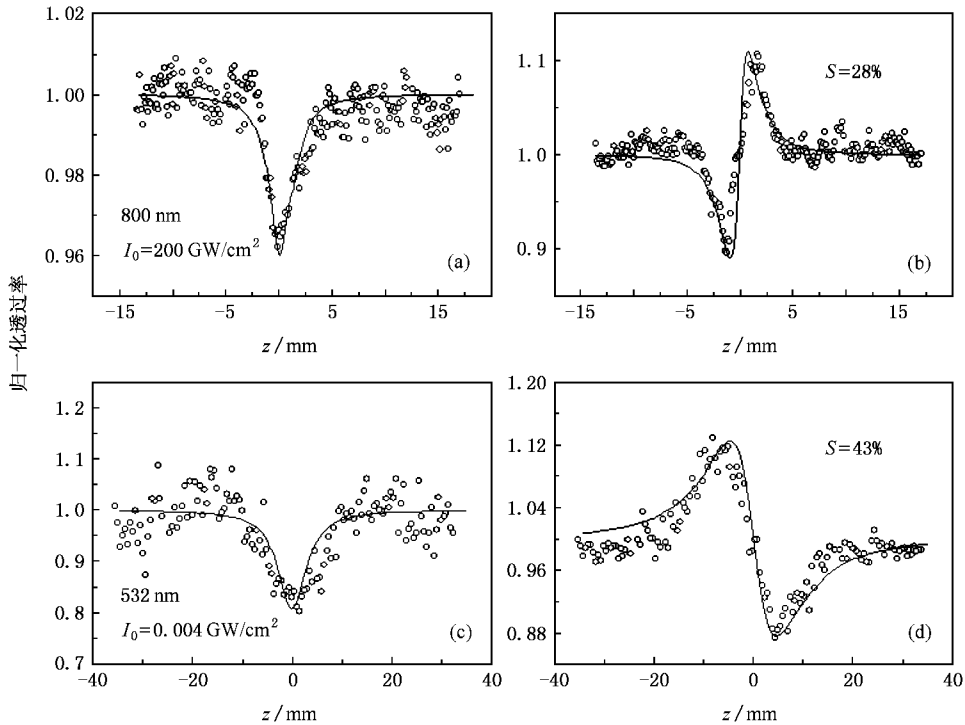 归一化透过率
1.02
1.00
0.98
0.96
800 nm
I₀=200 GW/cm²
(a)
−15 −5 5 15
z/mm
1.1
1.0
0.9
S=28%
(b)
−15 −5 5 15
z/mm
1.2
1.1
1.0
0.9
0.8
0.7
532 nm
I₀=0.004 GW/cm²
(c)
−40 −20 0 20 40
z/mm
1.20
1.12
1.04
0.96
0.88
S=43%
(d)
−40 −20 0 20 40
z/mm